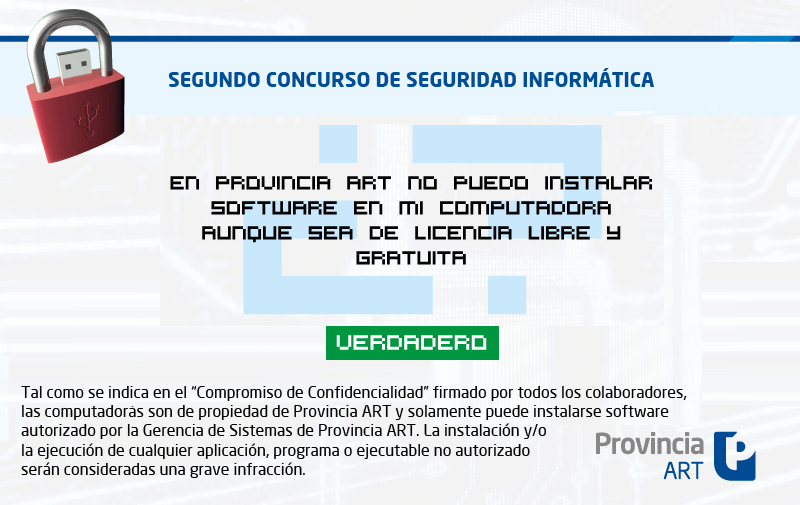 SEGUNDO CONCURSO DE SEGURIDAD INFORMÁTICA
EN PROVINCIA ART NO PUEDO INSTALAR
SOFTWARE EN MI COMPUTADORA
AUNQUE SEA DE LICENCIA LIBRE Y
GRATUITA
VERDADERO
Tal como se indica en el “Compromiso de Confidencialidad” firmado por todos los colaboradores,
las computadoras son de propiedad de Provincia ART y solamente puede instalarse software
autorizado por la Gerencia de Sistemas de Provincia ART. La instalación y/o
la ejecución de cualquier aplicación, programa o ejecutable no autorizado
serán consideradas una grave infracción.
Provincia
ART